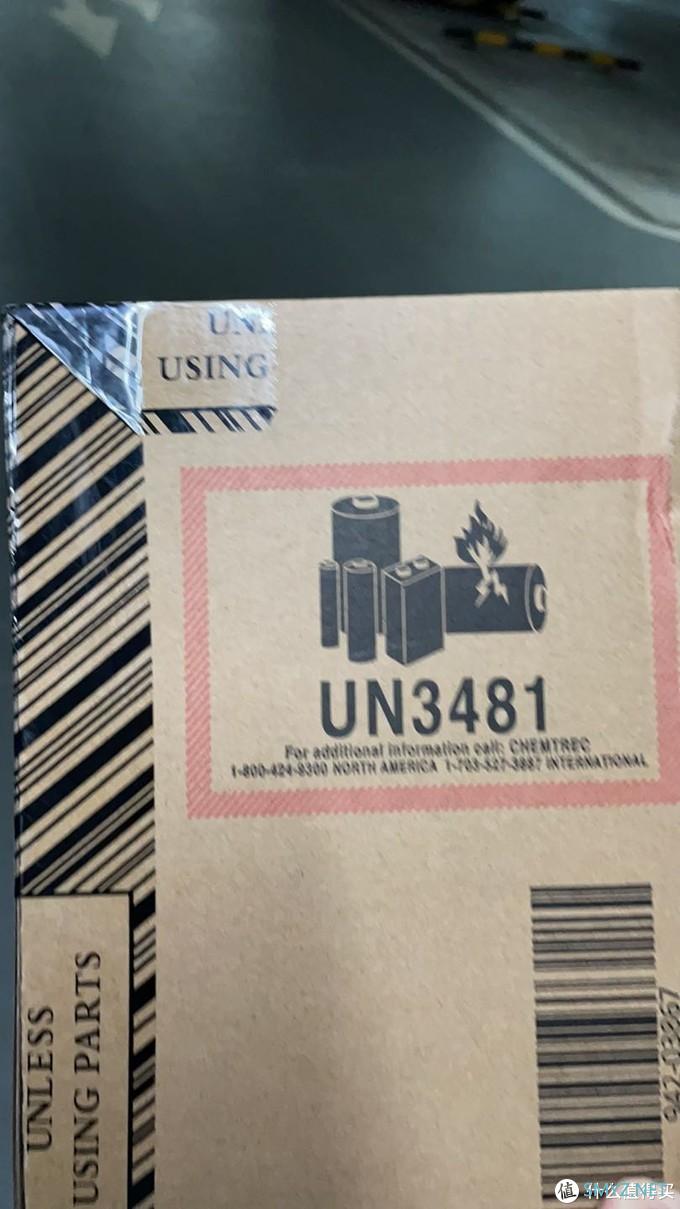 USING
UN3481
For additional information call: CHEMTREC
1-800-424-9300 NORTH AMERICA 1-703-527-3887 INTERNATIONAL
UNLESS
USING PARTS
值 什么值得买